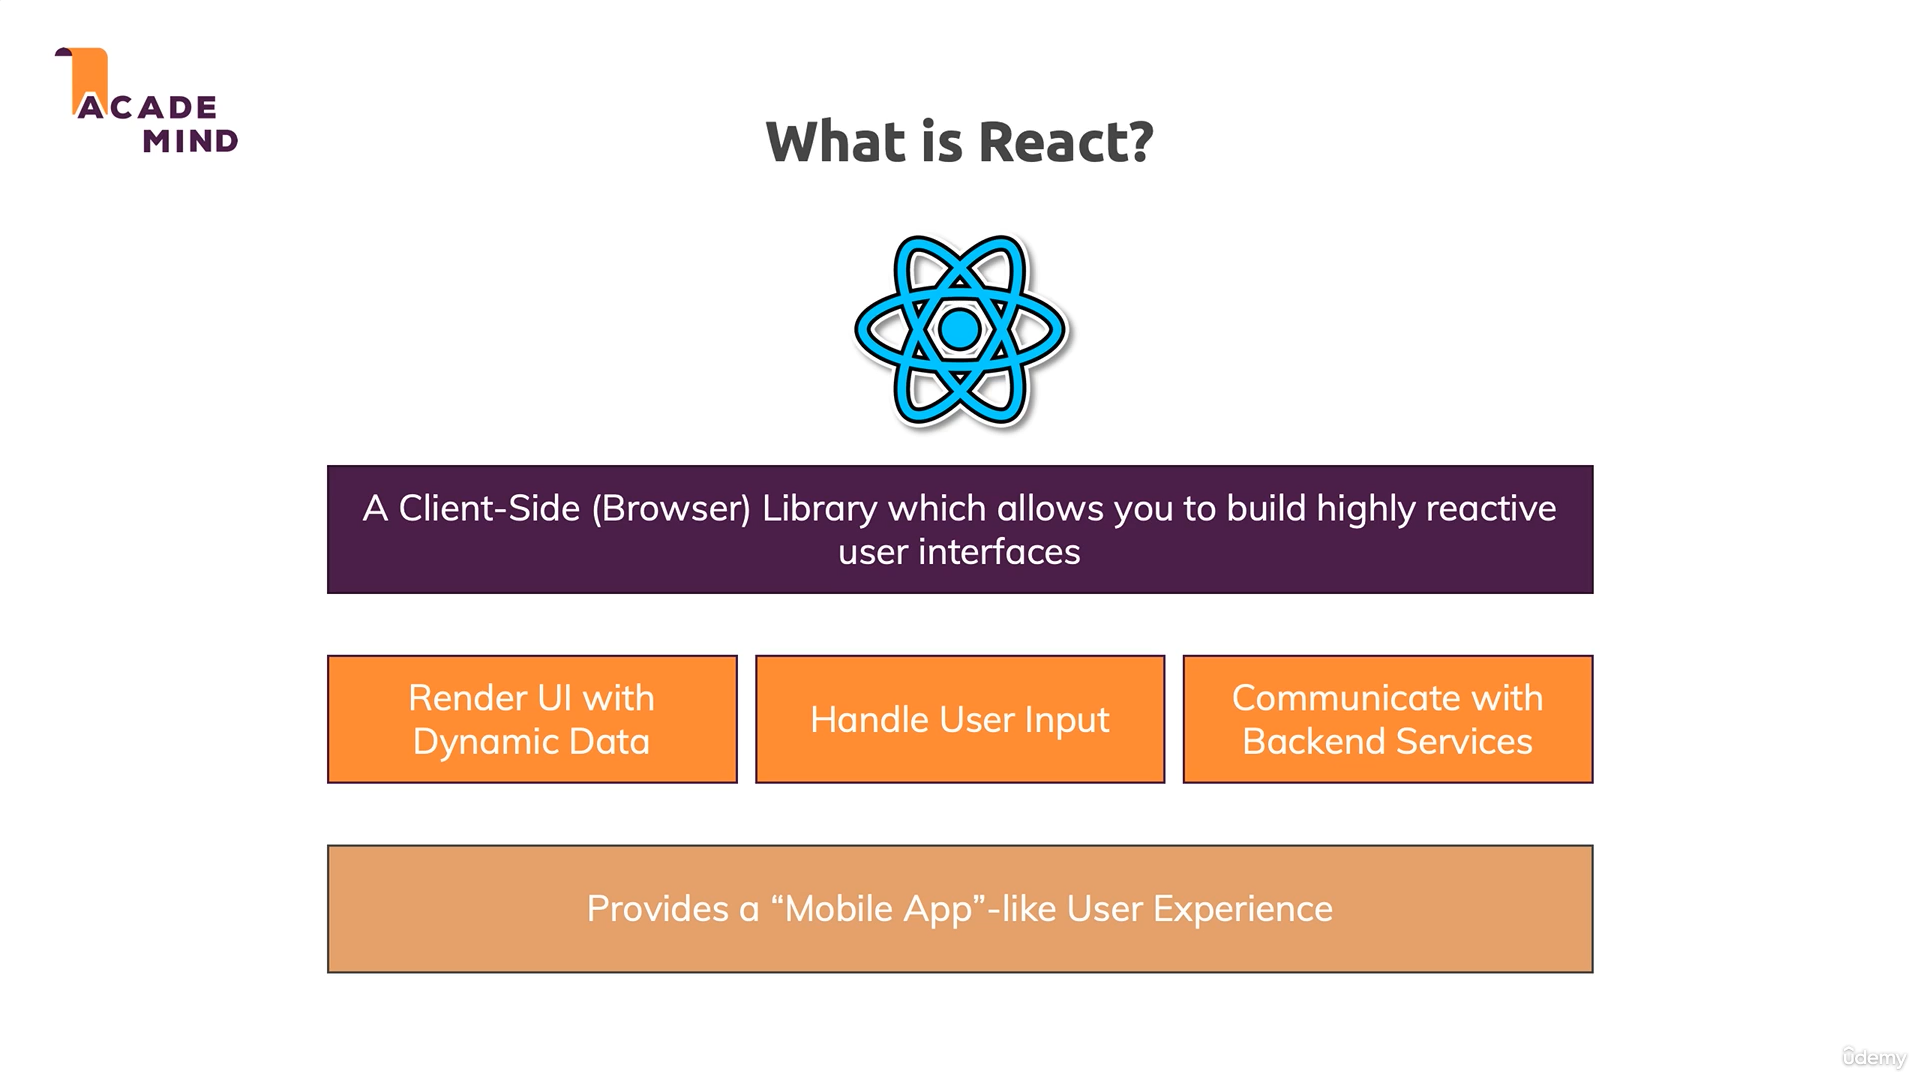 ACADE
MIND
What is React?
A Client-Side (Browser) Library which allows you to build highly reactive
user interfaces
Render UI with
Dynamic Data
Handle User Input
Communicate with
Backend Services
Provides a “Mobile App”-like User Experience
ûdemy